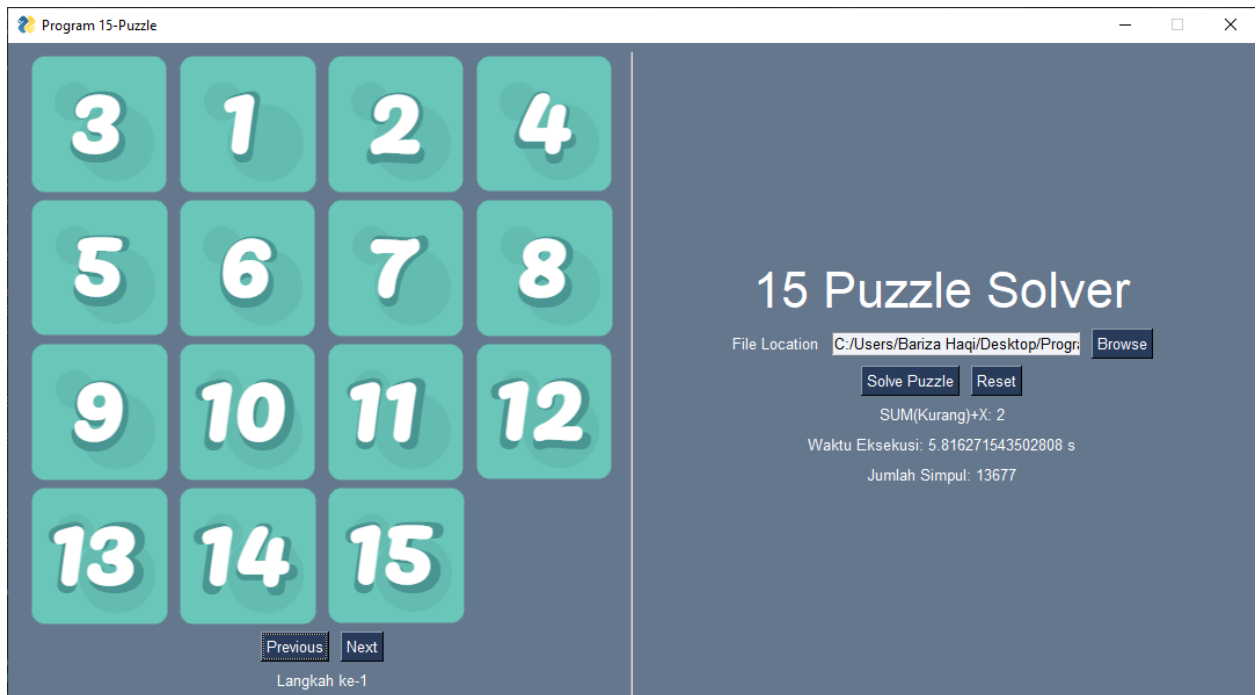 Program 15-Puzzle
3 1 2 4
5 6 7 8
9 10 11 12
13 14 15
Previous Next
Langkah ke-1
15 Puzzle Solver
File Location C:/Users/Bariza Haqi/Desktop/Progra Browse
Solve Puzzle Reset
SUM(Kurang)+X: 2
Waktu Eksekusi: 5.816271543502808 s
Jumlah Simpul: 13677